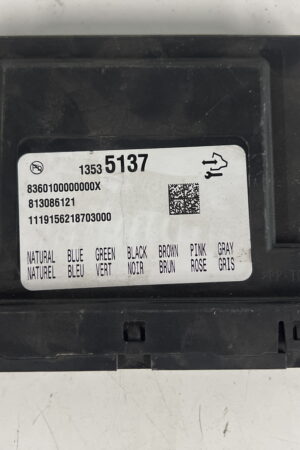 1353 5137
8360100000000X
813086121
1119156218703000
NATURAL BLUE GREEN BLACK BROWN PINK GRAY
NATUREL BLEU VERT NOIR BRUN ROSE GRIS